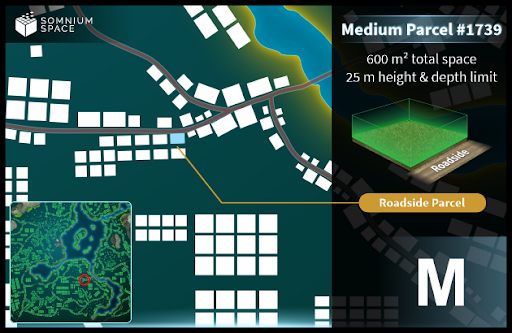 SOMNIUM
SPACE
Medium Parcel #1739
600 m² total space
25 m height & depth limit
Roadside
Roadside Parcel
M